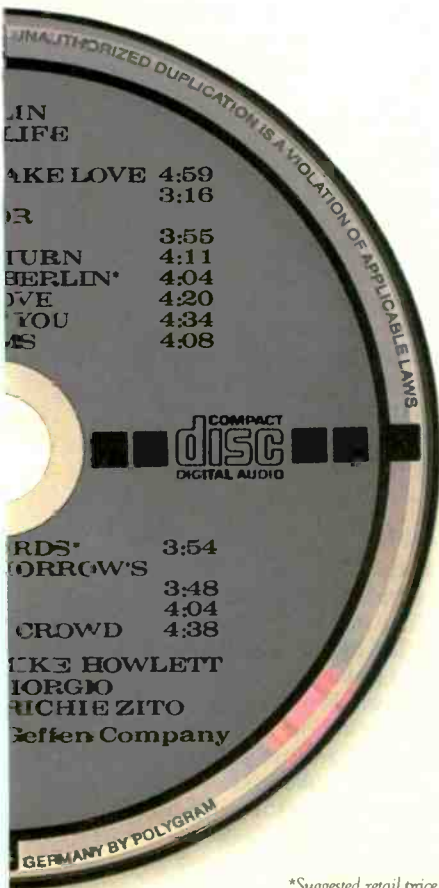 UNAUTHORIZED DUPLICATION IS A VIOLATION OF APPLICABLE LAWS
LIN
LIFE
AKE LOVE 4:59
3:16
OR
3:55
TURN 4:11
BERLIN* 4:04
OVE 4:20
YOU 4:34
MS 4:08
COMPACT
disc
DIGITAL AUDIO
RDS* 3:54
ORROW'S
3:48
4:04
CROWD 4:38
MIKE HOWLETT
IORGIO
RICHIE ZITO
Geffen Company
GERMANY BY POLYGRAM
*Suggested retail price